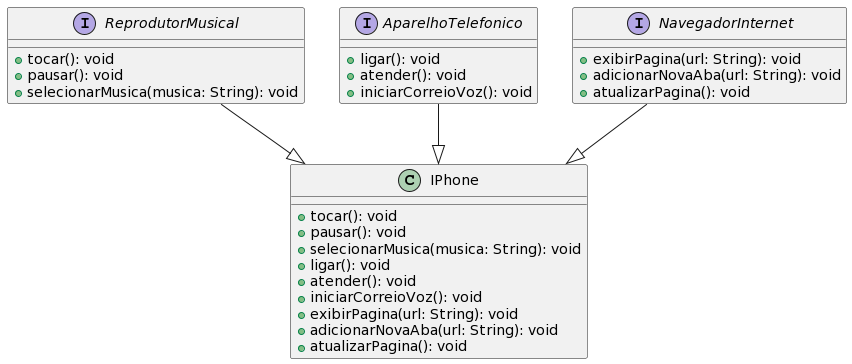 I ReprodutorMusical
tocar(): void
pausar(): void
selecionarMusica(musica: String): void
I AparelhoTelefonico
ligar(): void
atender(): void
iniciarCorreioVoz(): void
I NavegadorInternet
exibirPagina(url: String): void
adicionarNovaAba(url: String): void
atualizarPagina(): void
C IPhone
tocar(): void
pausar(): void
selecionarMusica(musica: String): void
ligar(): void
atender(): void
iniciarCorreioVoz(): void
exibirPagina(url: String): void
adicionarNovaAba(url: String): void
atualizarPagina(): void